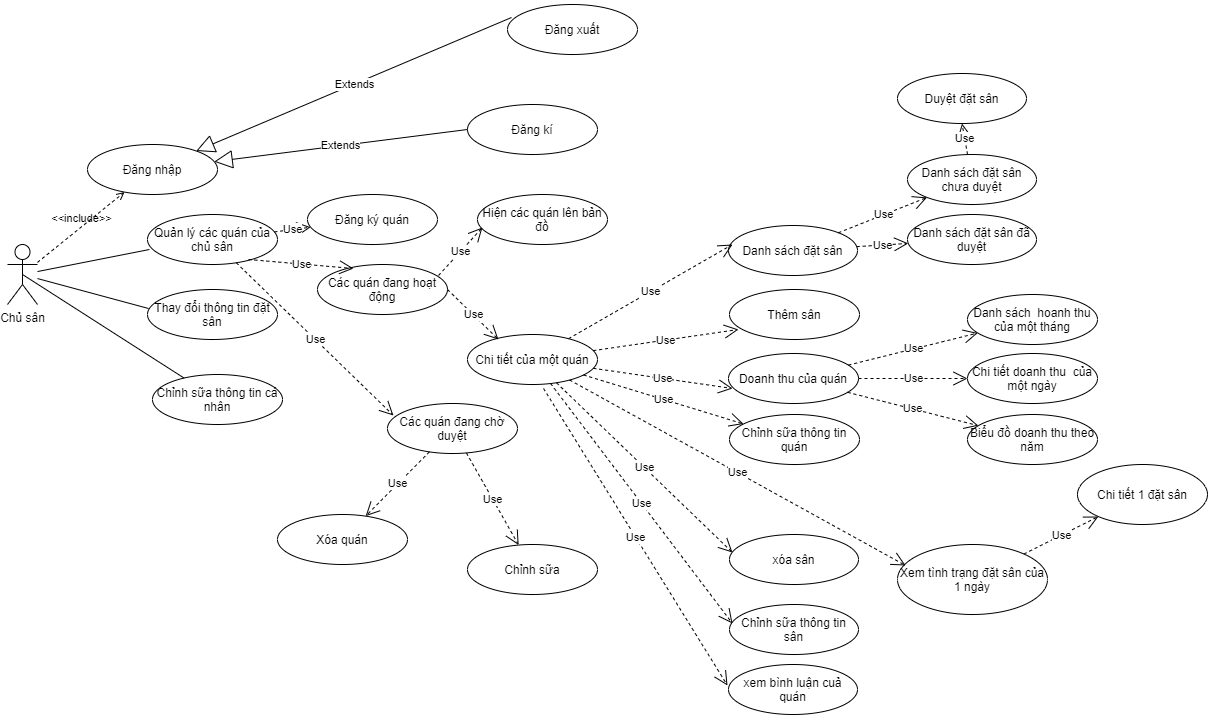 Đăng xuất
Extends
Đăng kí
Extends
Đăng nhập
<<include>>
Chủ sân
Quản lý các quán của
chủ sân
Use
Đăng ký quán
Use
Các quán đang hoạt
động
Use
Hiện các quán lên bản
đồ
Thay đổi thông tin đặt
sân
Chỉnh sữa thông tin cá
nhân
Use
Các quán đang chờ
duyệt
Use
Xóa quán
Use
Chỉnh sữa
Use
Chi tiết của một quán
Use
Danh sách đặt sân
Use
Danh sách đặt sân
chưa duyệt
Use
Duyệt đặt sân
Use
Danh sách đặt sân đã
duyệt
Use
Thêm sân
Use
Doanh thu của quán
Use
Danh sách hoanh thu
của một tháng
Use
Chi tiết doanh thu của
một ngày
Use
Biểu đồ doanh thu theo
năm
Use
Chỉnh sữa thông tin
quán
Use
xóa sân
Use
Xem tình trạng đặt sân của
1 ngày
Use
Chi tiết 1 đặt sân
Use
Chỉnh sữa thông tin
sân
Use
xem bình luận cuả
quán